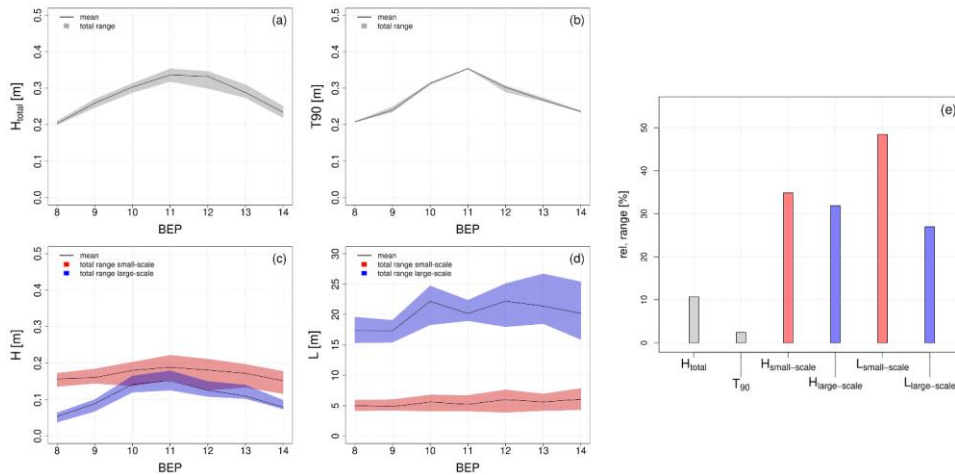 (a)
mean
total range
H_total [m]
0.0 0.1 0.2 0.3 0.4 0.5
8 9 10 11 12 13 14
BEP
(b)
mean
total range
T90 [m]
0.0 0.1 0.2 0.3 0.4 0.5
8 9 10 11 12 13 14
BEP
(c)
mean
total range small-scale
total range large-scale
H [m]
0.0 0.1 0.2 0.3 0.4 0.5
8 9 10 11 12 13 14
BEP
(d)
mean
total range small-scale
total range large-scale
L [m]
0 5 10 15 20 25 30
8 9 10 11 12 13 14
BEP
(e)
rel. range [%]
0 10 20 30 40 50
H_total
T_90
H_small-scale
H_large-scale
L_small-scale
L_large-scale